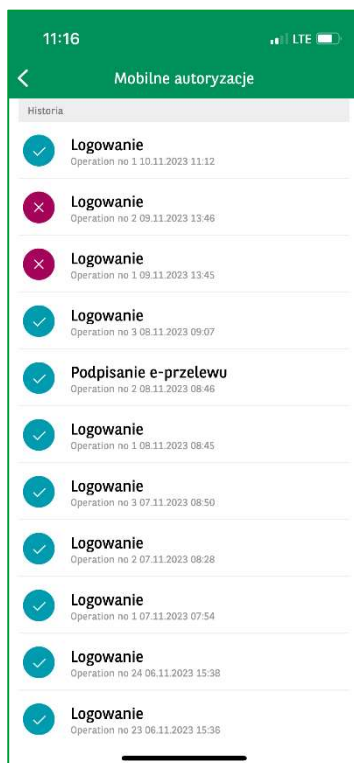 11:16
LTE
Mobilne autoryzacje
Historia
Logowanie
Operation no 1 10.11.2023 11:12
Logowanie
Operation no 2 09.11.2023 13:46
Logowanie
Operation no 1 09.11.2023 13:45
Logowanie
Operation no 3 08.11.2023 09:07
Podpisanie e-przelewu
Operation no 2 08.11.2023 08:46
Logowanie
Operation no 1 08.11.2023 08:45
Logowanie
Operation no 3 07.11.2023 08:50
Logowanie
Operation no 2 07.11.2023 08:28
Logowanie
Operation no 1 07.11.2023 07:54
Logowanie
Operation no 24 06.11.2023 15:38
Logowanie
Operation no 23 06.11.2023 15:36